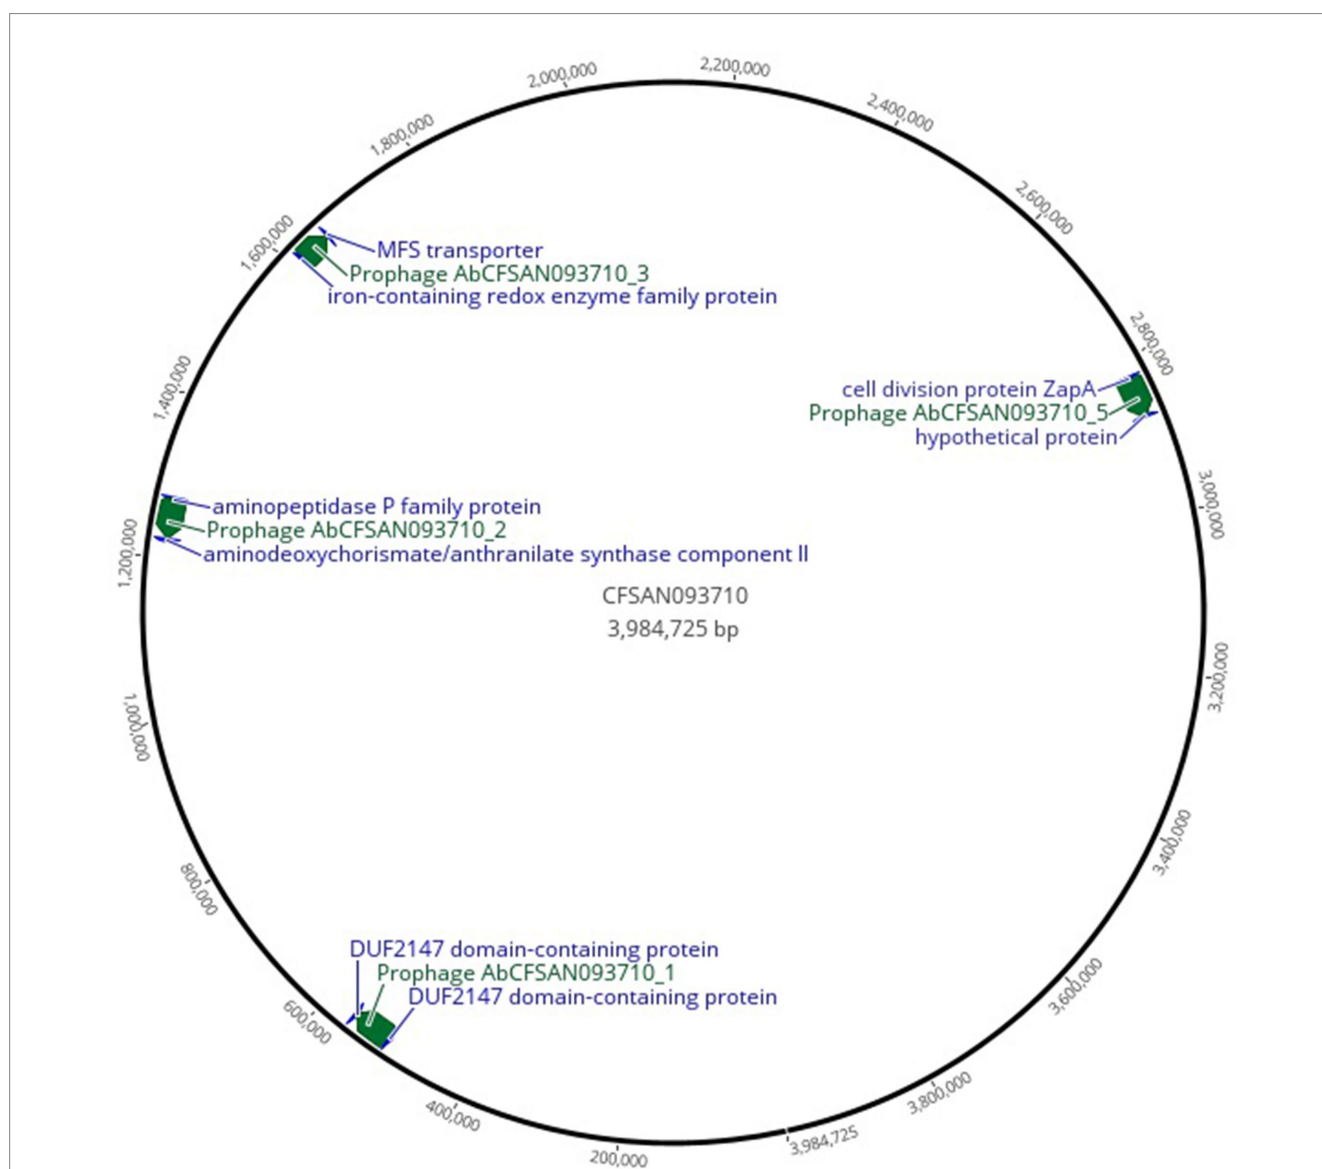 2,000,000
2,200,000
1,800,000
2,400,000
1,600,000
2,600,000
MFS transporter
Prophage AbCFSAN093710_3
iron-containing redox enzyme family protein
2,800,000
1,400,000
cell division protein ZapA
Prophage AbCFSAN093710_5
hypothetical protein
3,000,000
aminopeptidase P family protein
Prophage AbCFSAN093710_2
aminodeoxychorismate/anthranilate synthase component II
1,200,000
CFSAN093710
3,984,725 bp
3,200,000
1,000,000
3,400,000
800,000
DUF2147 domain-containing protein
Prophage AbCFSAN093710_1
DUF2147 domain-containing protein
3,600,000
600,000
3,800,000
400,000
3,984,725
200,000